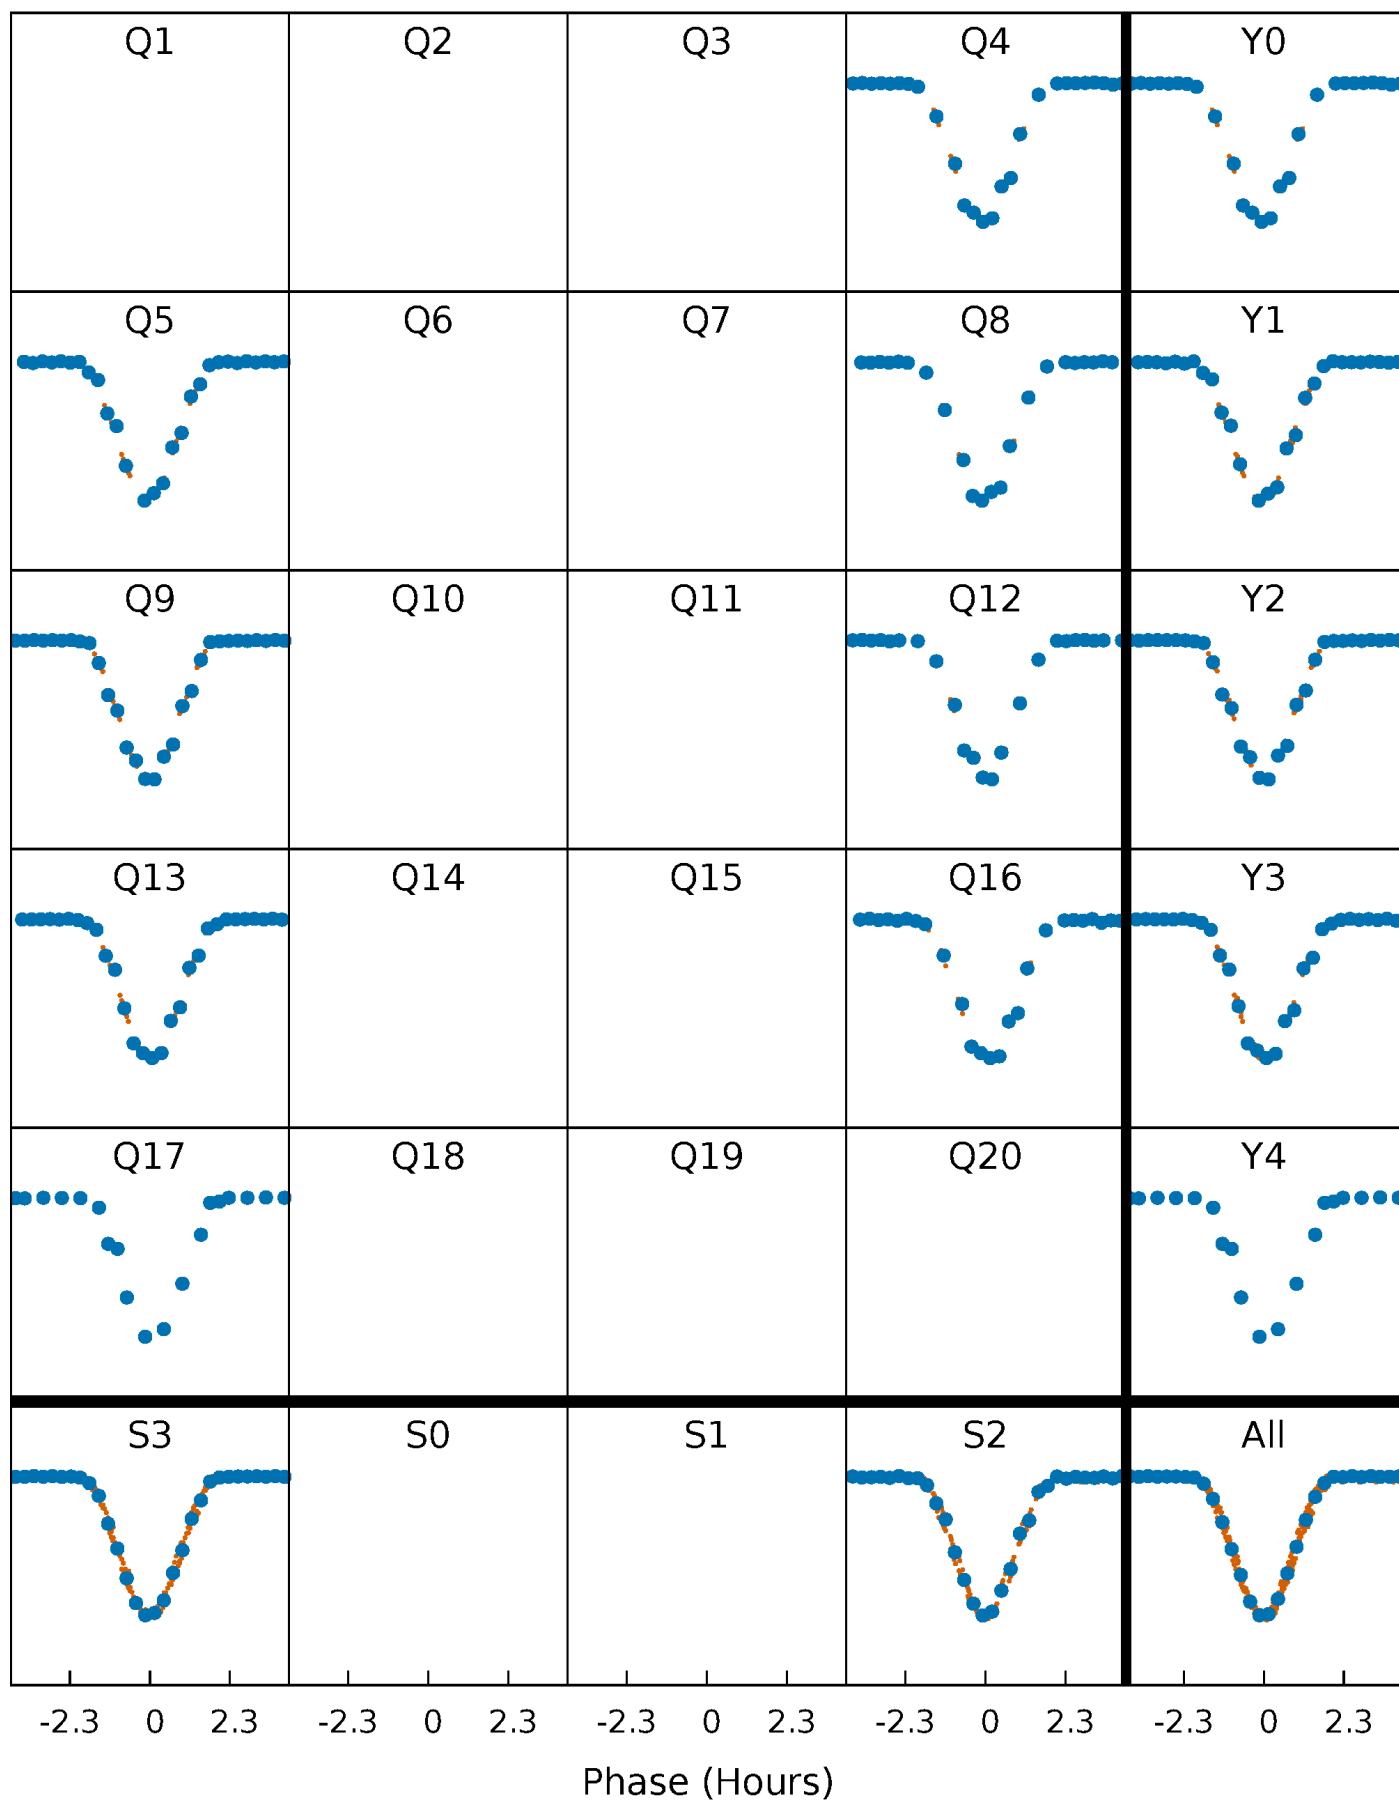 Q1 Q2 Q3 Q4 Y0
Q5 Q6 Q7 Q8 Y1
Q9 Q10 Q11 Q12 Y2
Q13 Q14 Q15 Q16 Y3
Q17 Q18 Q19 Q20 Y4
S3 S0 S1 S2 All
-2.3 0 2.3 -2.3 0 2.3 -2.3 0 2.3 -2.3 0 2.3 -2.3 0 2.3
Phase (Hours)